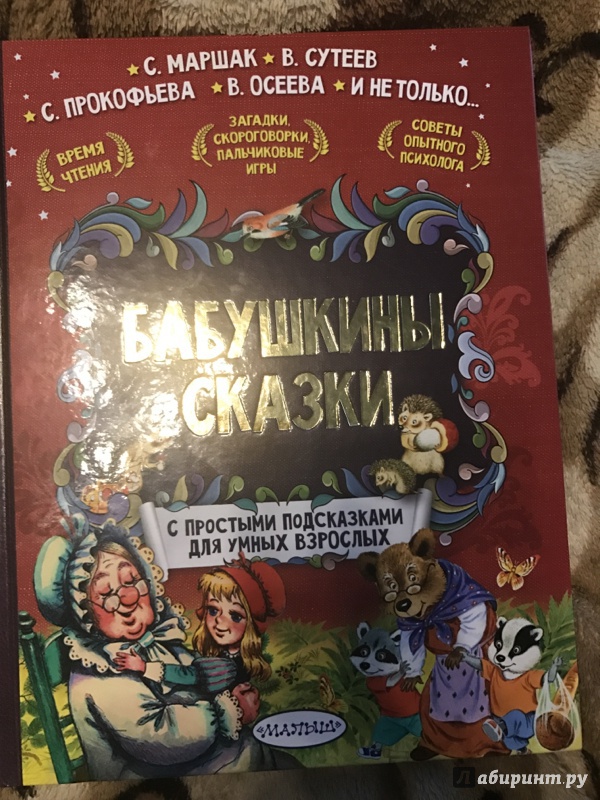 С. МАРШАК ★ В. СУТЕЕВ
С. ПРОКОФЬЕВА ★ В. ОСЕЕВА ★ И НЕ ТОЛЬКО...
ВРЕМЯ
ЧТЕНИЯ
ЗАГАДКИ,
СКОРОГОВОРКИ,
ПАЛЬЧИКОВЫЕ
ИГРЫ
СОВЕТЫ
ОПЫТНОГО
ПСИХОЛОГА
БАБУШКИНЫ
СКАЗКИ
С ПРОСТЫМИ ПОДСКАЗКАМИ
ДЛЯ УМНЫХ ВЗРОСЛЫХ
«МАЛЫШ»
Лабиринт.ру